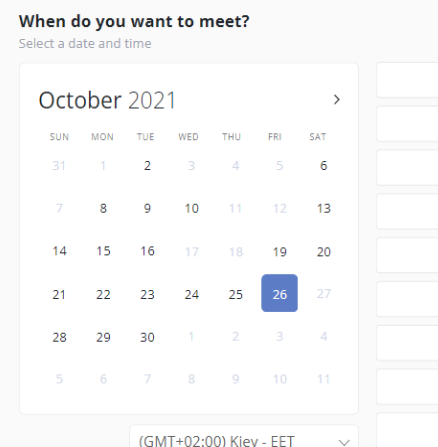 When do you want to meet?
Select a date and time
October 2021
SUN MON TUE WED THU FRI SAT
31 1 2 3 4 5 6
7 8 9 10 11 12 13
14 15 16 17 18 19 20
21 22 23 24 25 26 27
28 29 30 1 2 3 4
5 6 7 8 9 10 11
(GMT+02:00) Kiev - EET